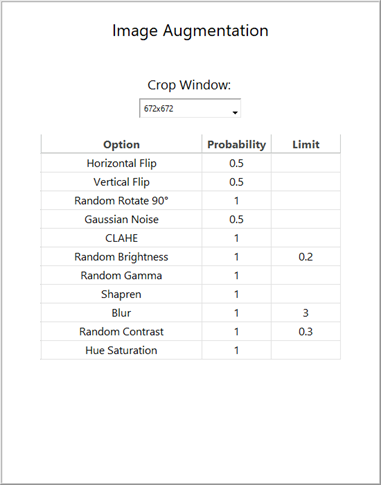 Image Augmentation
Crop Window:
672x672
Option Probability Limit
Horizontal Flip 0.5
Vertical Flip 0.5
Random Rotate 90° 1
Gaussian Noise 0.5
CLAHE 1
Random Brightness 1 0.2
Random Gamma 1
Shapren 1
Blur 1 3
Random Contrast 1 0.3
Hue Saturation 1